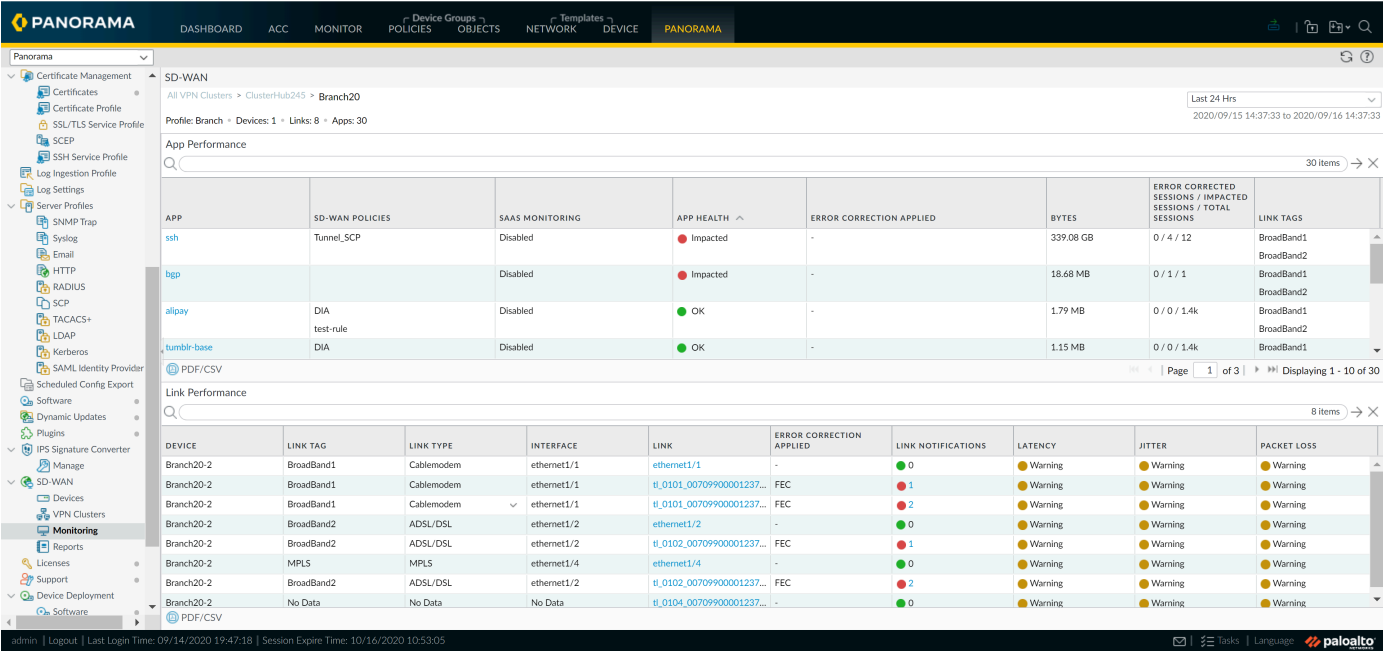 PANORAMA
Device Groups
Templates
DASHBOARD ACC MONITOR POLICIES OBJECTS NETWORK DEVICE PANORAMA
Panorama
Certificate Management
Certificates
Certificate Profile
SSL/TLS Service Profile
SCEP
SSH Service Profile
Log Ingestion Profile
Log Settings
Server Profiles
SNMP Trap
Syslog
Email
HTTP
RADIUS
SCP
TACACS+
LDAP
Kerberos
SAML Identity Provider
Scheduled Config Export
Software
Dynamic Updates
Plugins
IPS Signature Converter
Manage
SD-WAN
Devices
VPN Clusters
Monitoring
Reports
Licenses
Support
Device Deployment
Software
SD-WAN
All VPN Clusters > ClusterHub245 > Branch20
Last 24 Hrs
2020/09/15 14:37:33 to 2020/09/16 14:37:33
Profile: Branch • Devices: 1 • Links: 8 • Apps: 30
App Performance
30 items
APP SD-WAN POLICIES SAAS MONITORING APP HEALTH ERROR CORRECTION APPLIED BYTES ERROR CORRECTED SESSIONS / IMPACTED SESSIONS / TOTAL SESSIONS LINK TAGS
ssh Tunnel_SCP Disabled Impacted - 339.08 GB 0 / 4 / 12 BroadBand1
BroadBand2
bgp Disabled Impacted - 18.68 MB 0 / 1 / 1 BroadBand1
BroadBand2
alipay DIA Disabled OK - 1.79 MB 0 / 0 / 1.4k BroadBand1
test-rule BroadBand2
tumblr-base DIA Disabled OK - 1.15 MB 0 / 0 / 1.4k BroadBand1
PDF/CSV
Page 1 of 3 Displaying 1 - 10 of 30
Link Performance
8 items
DEVICE LINK TAG LINK TYPE INTERFACE LINK ERROR CORRECTION APPLIED LINK NOTIFICATIONS LATENCY JITTER PACKET LOSS
Branch20-2 BroadBand1 Cablemodem ethernet1/1 ethernet1/1 - 0 Warning Warning Warning
Branch20-2 BroadBand1 Cablemodem ethernet1/1 tl_0101_00709900001237... FEC 1 Warning Warning Warning
Branch20-2 BroadBand1 Cablemodem ethernet1/1 tl_0101_00709900001237... FEC 2 Warning Warning Warning
Branch20-2 BroadBand2 ADSL/DSL ethernet1/2 ethernet1/2 - 0 Warning Warning Warning
Branch20-2 BroadBand2 ADSL/DSL ethernet1/2 tl_0102_00709900001237... FEC 1 Warning Warning Warning
Branch20-2 MPLS MPLS ethernet1/4 ethernet1/4 - 0 Warning Warning Warning
Branch20-2 BroadBand2 ADSL/DSL ethernet1/2 tl_0102_00709900001237... FEC 2 Warning Warning Warning
Branch20-2 No Data No Data No Data tl_0104_00709900001237... - 0 Warning Warning Warning
PDF/CSV
admin | Logout | Last Login Time: 09/14/2020 19:47:18 | Session Expire Time: 10/16/2020 10:53:05
Tasks | Language paloalto NETWORKS